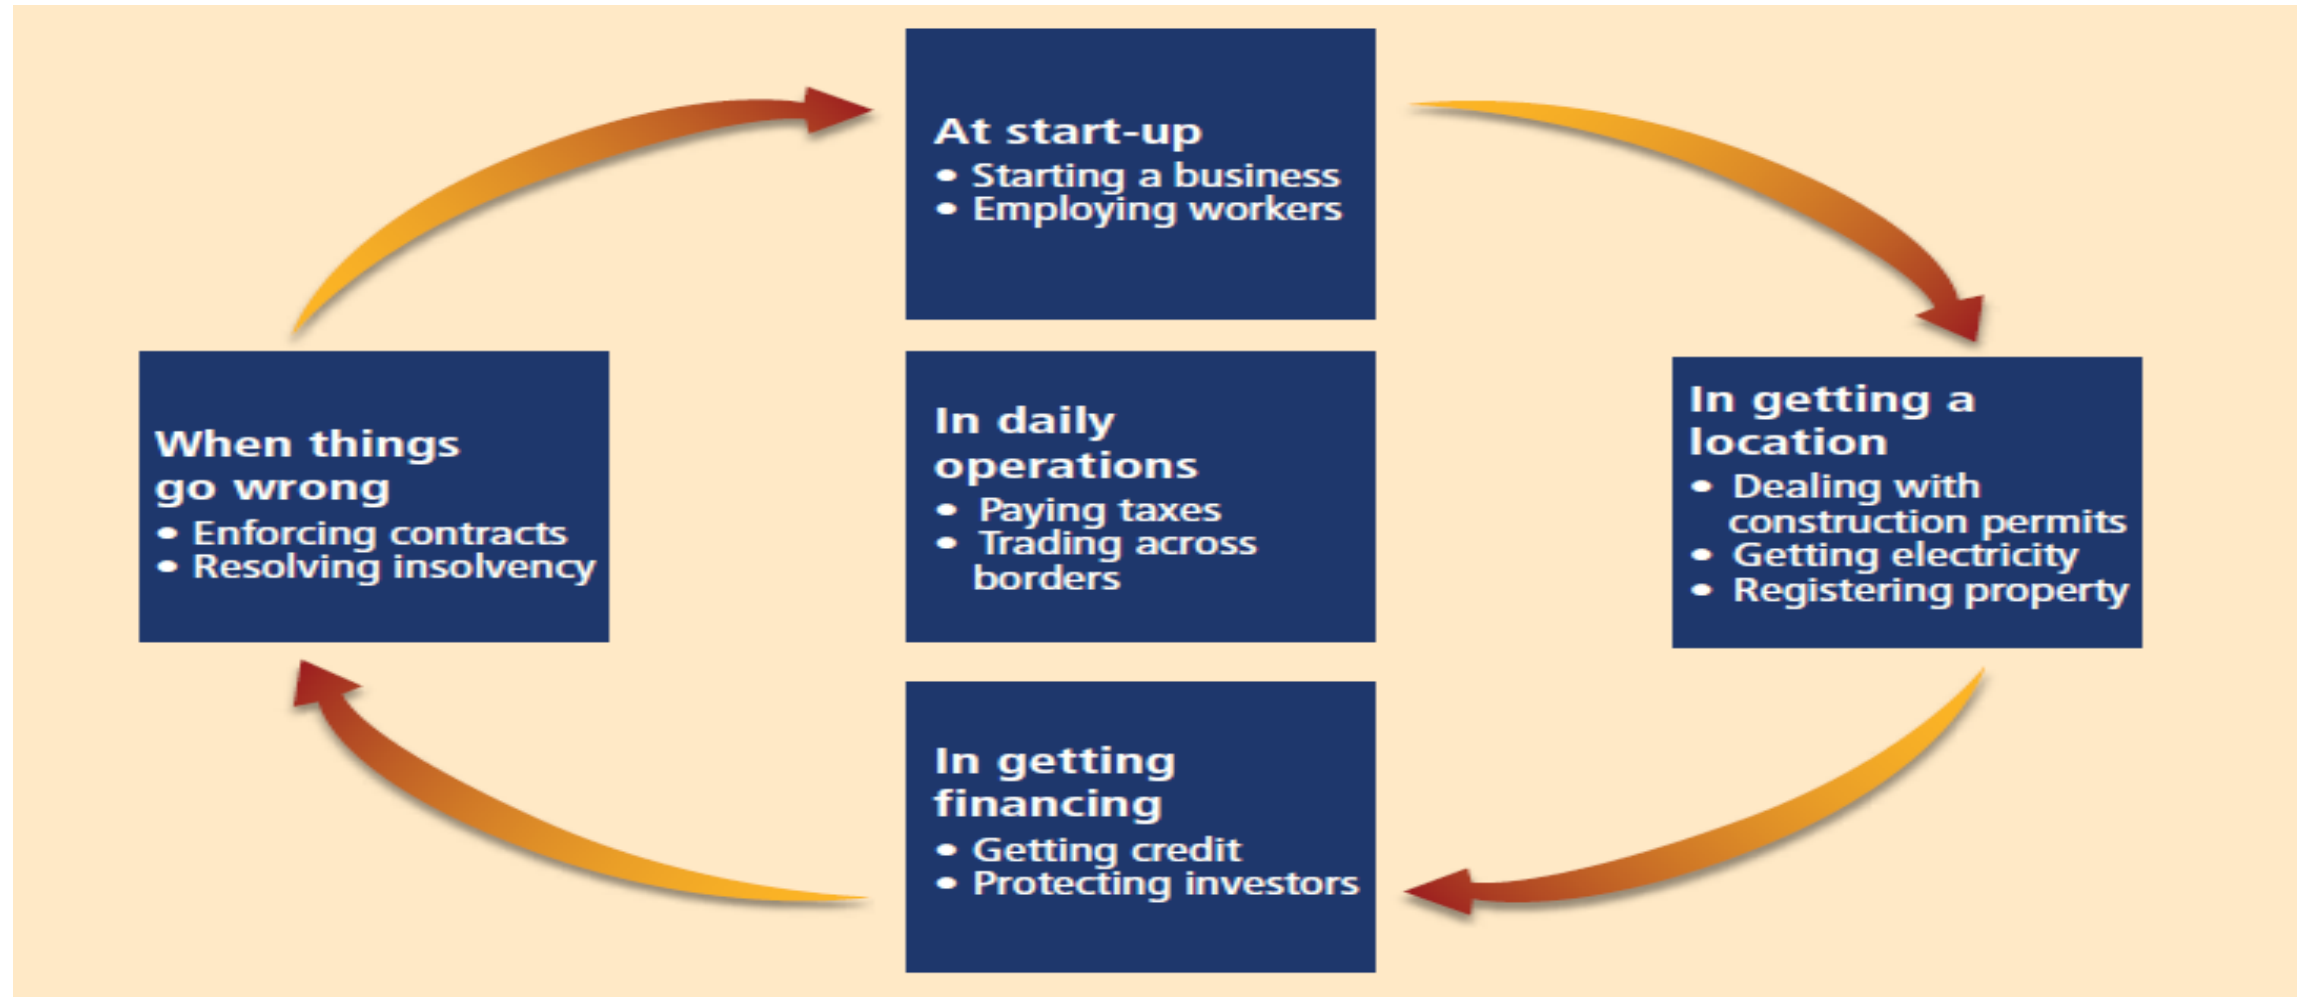 At start-up
• Starting a business
• Employing workers
When things
go wrong
• Enforcing contracts
• Resolving insolvency
In daily
operations
• Paying taxes
• Trading across
borders
In getting a
location
• Dealing with
construction permits
• Getting electricity
• Registering property
In getting
financing
• Getting credit
• Protecting investors